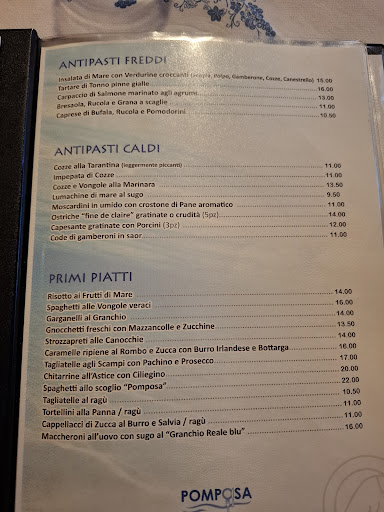 ANTIPASTI FREDDI
Insalata di Mare con Verdurine croccanti (Seppia, Polpo, Gamberone, Cozze, Canestrello) 15.00
Tartare di Tonno pinne gialle 16.00
Carpaccio di Salmone marinato agli agrumi 13.00
Bresaola, Rucola e Grana a scaglie 11.00
Caprese di Bufala, Rucola e Pomodorini 10.50
ANTIPASTI CALDI
Cozze alla Tarantina (leggermente piccanti) 11.00
Impepata di Cozze 11.00
Cozze e Vongole alla Marinara 13.50
Lumachine di mare al sugo 9.50
Moscardini in umido con crostone di Pane aromatico 11.00
Ostriche "fine de claire" gratinate o crudità (5pz) 14.00
Capesante gratinate con Porcini (3pz) 12.00
Code di gamberoni in saor 11.00
PRIMI PIATTI
Risotto ai Frutti di Mare 14.00
Spaghetti alle Vongole veraci 16.00
Garganelli al Granchio 14.00
Gnocchetti freschi con Mazzancolle e Zucchine 13.50
Strozzapreti alle Canocchie 14.00
Caramelle ripiene al Rombo e Zucca con Burro Irlandese e Bottarga 16.00
Tagliatelle agli Scampi con Pachino e Prosecco 17.00
Chitarrine all'Astice con Ciliegino 20.00
Spaghetti allo scoglio "Pomposa" 22.00
Tagliatelle al ragù 10.50
Tortellini alla Panna / ragù 11.00
Cappellacci di Zucca al Burro e Salvia / ragù 11.00
Maccheroni all'uovo con sugo al "Granchio Reale blu" 16.00
POMPOSA